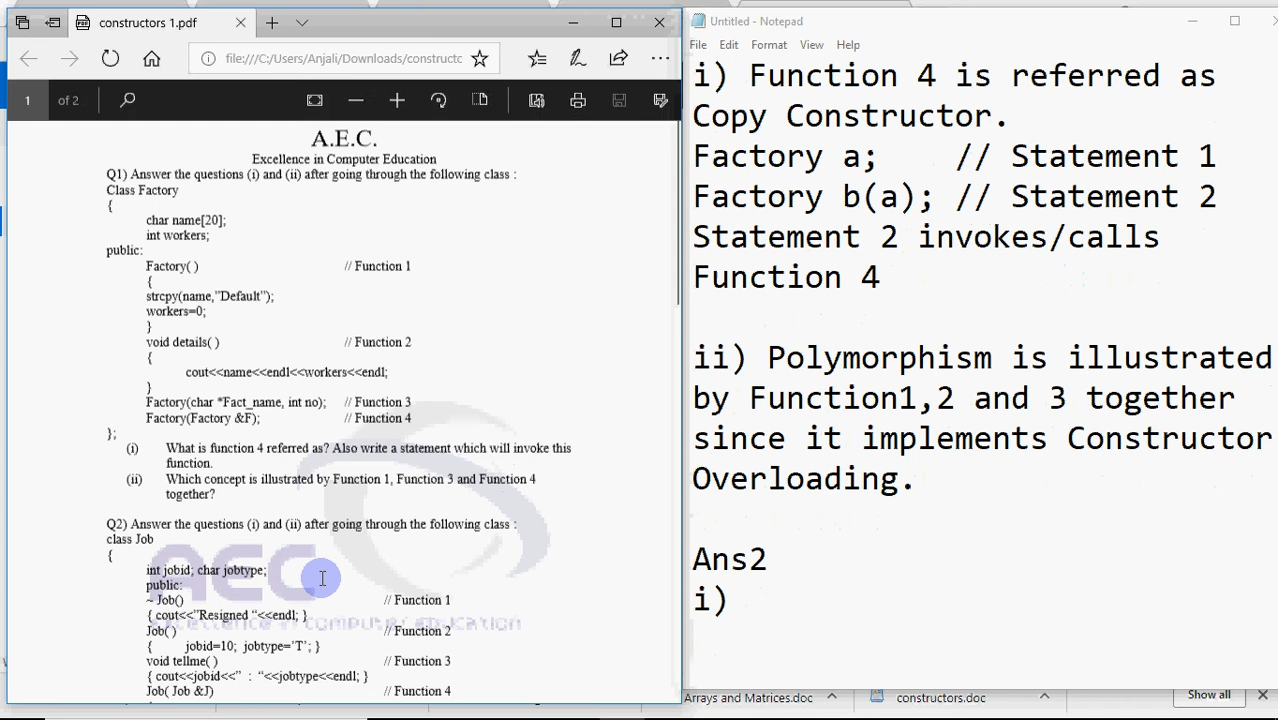 constructors 1.pdf
file:///C:/Users/Anjali/Downloads/constructc
1 of 2
A.E.C.
Excellence in Computer Education
Q1) Answer the questions (i) and (ii) after going through the following class :
Class Factory
{
char name[20];
int workers;
public:
Factory( ) // Function 1
{
strcpy(name,"Default");
workers=0;
}
void details( ) // Function 2
{
cout<<name<<endl<<workers<<endl;
}
Factory(char *Fact_name, int no); // Function 3
Factory(Factory &F); // Function 4
};
(i) What is function 4 referred as? Also write a statement which will invoke this
function.
(ii) Which concept is illustrated by Function 1, Function 3 and Function 4
together?
Q2) Answer the questions (i) and (ii) after going through the following class :
class Job
{
int jobid; char jobtype;
public:
~ Job() // Function 1
{ cout<<"Resigned "<<endl; }
Job( ) // Function 2
{ jobid=10; jobtype='T'; }
void tellme( ) // Function 3
{ cout<<jobid<<" : "<<jobtype<<endl; }
Job( Job &J) // Function 4
AEC
excellence in computer education
Untitled - Notepad
File Edit Format View Help
i) Function 4 is referred as
Copy Constructor.
Factory a; // Statement 1
Factory b(a); // Statement 2
Statement 2 invokes/calls
Function 4
ii) Polymorphism is illustrated
by Function1,2 and 3 together
since it implements Constructor
Overloading.
Ans2
i)
Arrays and Matrices.doc
constructors.doc
Show all